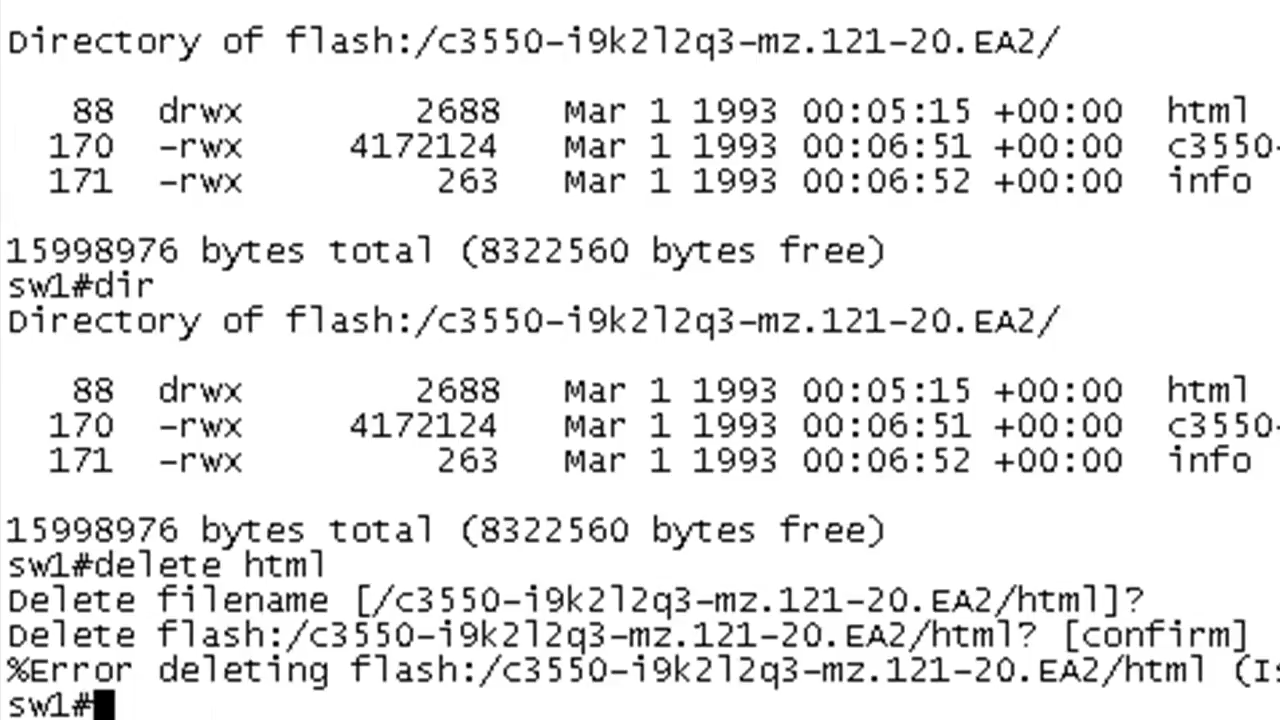 Directory of flash:/c3550-i9k2l2q3-mz.121-20.EA2/
88 drwx 2688 Mar 1 1993 00:05:15 +00:00 html
170 -rwx 4172124 Mar 1 1993 00:06:51 +00:00 c3550-
171 -rwx 263 Mar 1 1993 00:06:52 +00:00 info
15998976 bytes total (8322560 bytes free)
sw1#dir
Directory of flash:/c3550-i9k2l2q3-mz.121-20.EA2/
88 drwx 2688 Mar 1 1993 00:05:15 +00:00 html
170 -rwx 4172124 Mar 1 1993 00:06:51 +00:00 c3550-
171 -rwx 263 Mar 1 1993 00:06:52 +00:00 info
15998976 bytes total (8322560 bytes free)
sw1#delete html
Delete filename [/c3550-i9k2l2q3-mz.121-20.EA2/html]?
Delete flash:/c3550-i9k2l2q3-mz.121-20.EA2/html? [confirm]
%Error deleting flash:/c3550-i9k2l2q3-mz.121-20.EA2/html (Is
sw1#